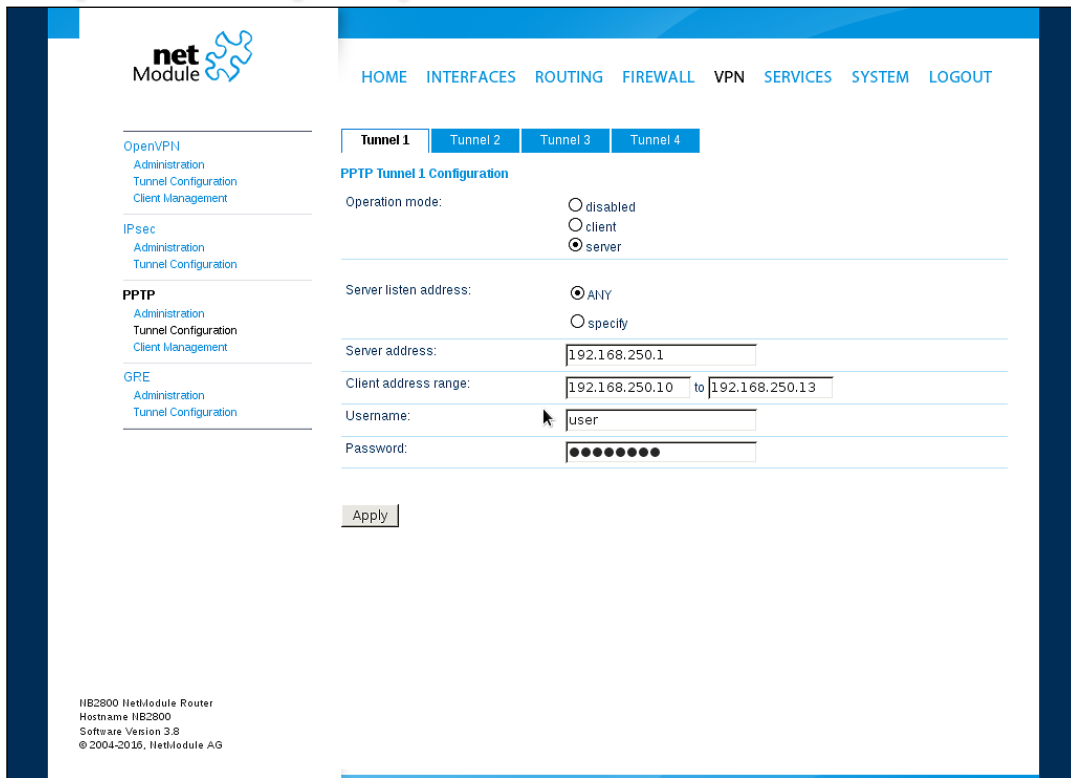 net
Module
HOME INTERFACES ROUTING FIREWALL VPN SERVICES SYSTEM LOGOUT
OpenVPN
Administration
Tunnel Configuration
Client Management
IPsec
Administration
Tunnel Configuration
PPTP
Administration
Tunnel Configuration
Client Management
GRE
Administration
Tunnel Configuration
Tunnel 1 Tunnel 2 Tunnel 3 Tunnel 4
PPTP Tunnel 1 Configuration
Operation mode:
disabled
client
server
Server listen address:
ANY
specify
Server address: 192.168.250.1
Client address range: 192.168.250.10 to 192.168.250.13
Username: user
Password: ●●●●●●●●
Apply
NB2800 NetModule Router
Hostname NB2800
Software Version 3.8
© 2004-2016, NetModule AG